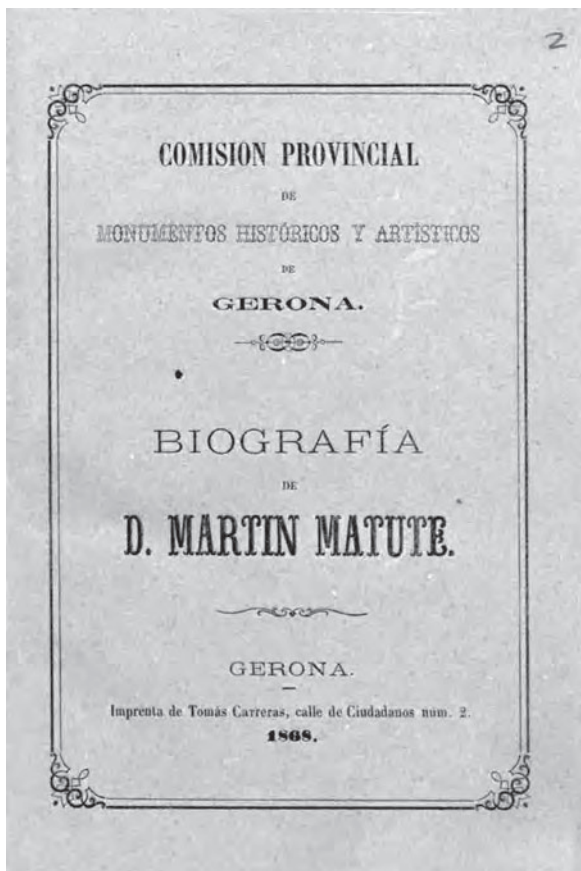 2
COMISION PROVINCIAL
DE
MONUMENTOS HISTÓRICOS Y ARTÍSTICOS
DE
GERONA.
BIOGRAFÍA
DE
D. MARTIN MATUTE.
GERONA.
Imprenta de Tomás Carreras, calle de Ciudadanos núm. 2.
1868.